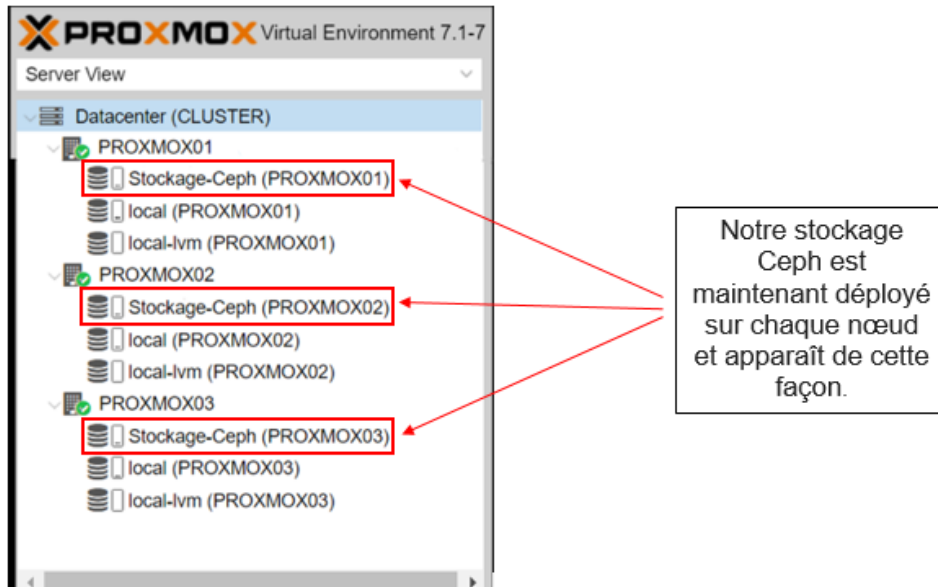 PROXMOX Virtual Environment 7.1-7
Server View
Datacenter (CLUSTER)
PROXMOX01
Stockage-Ceph (PROXMOX01)
local (PROXMOX01)
local-lvm (PROXMOX01)
PROXMOX02
Stockage-Ceph (PROXMOX02)
local (PROXMOX02)
local-lvm (PROXMOX02)
PROXMOX03
Stockage-Ceph (PROXMOX03)
local (PROXMOX03)
local-lvm (PROXMOX03)
Notre stockage
Ceph est
maintenant déployé
sur chaque nœud
et apparaît de cette
façon.